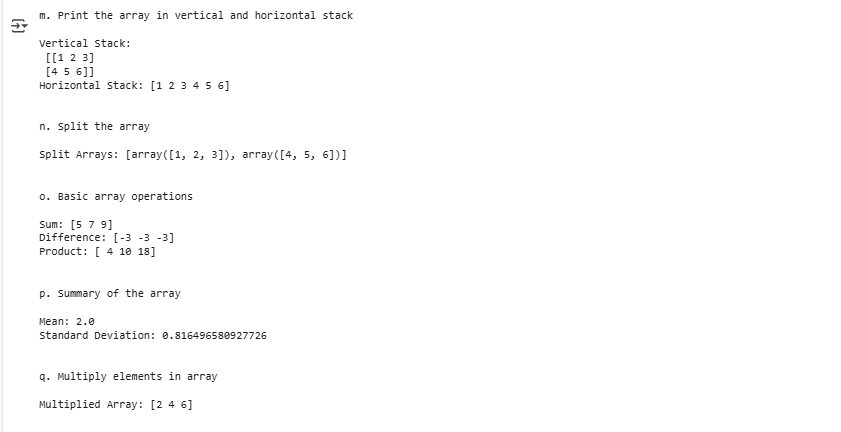 m. Print the array in vertical and horizontal stack
Vertical Stack:
[[1 2 3]
[4 5 6]]
Horizontal Stack: [1 2 3 4 5 6]
n. Split the array
Split Arrays: [array([1, 2, 3]), array([4, 5, 6])]
o. Basic array operations
Sum: [5 7 9]
Difference: [-3 -3 -3]
Product: [ 4 10 18]
p. Summary of the array
Mean: 2.0
Standard Deviation: 0.816496580927726
q. Multiply elements in array
Multiplied Array: [2 4 6]